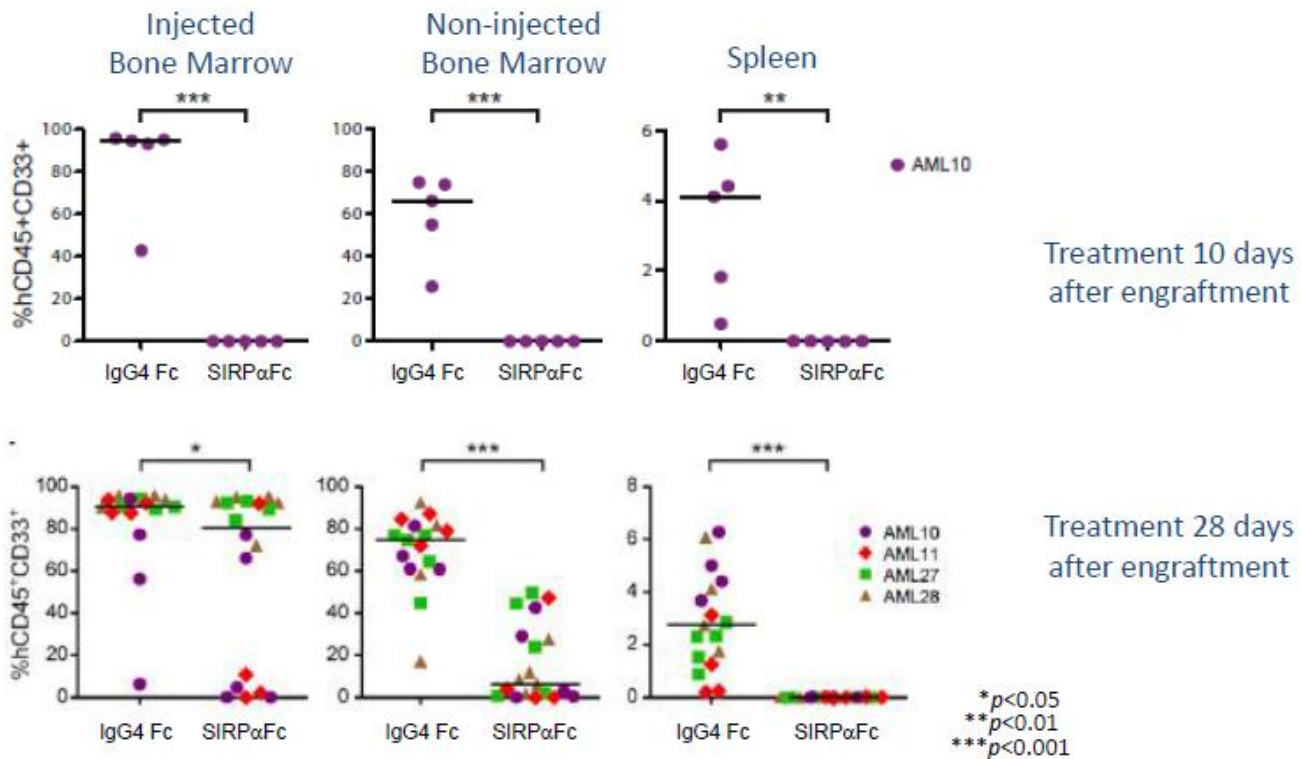 Injected
Bone Marrow
Non-injected
Bone Marrow
Spleen
***
***
**
%hCD45+CD33+
100
80
60
40
20
0
IgG4 Fc
SIRPαFc
100
80
60
40
20
0
IgG4 Fc
SIRPαFc
6
4
2
0
IgG4 Fc
SIRPαFc
AML10
Treatment 10 days
after engraftment
*
***
***
%hCD45⁺CD33⁺
100
80
60
40
20
0
IgG4 Fc
SIRPαFc
100
80
60
40
20
0
IgG4 Fc
SIRPαFc
8
6
4
2
0
IgG4 Fc
SIRPαFc
AML10
AML11
AML27
AML28
Treatment 28 days
after engraftment
*p<0.05
**p<0.01
***p<0.001